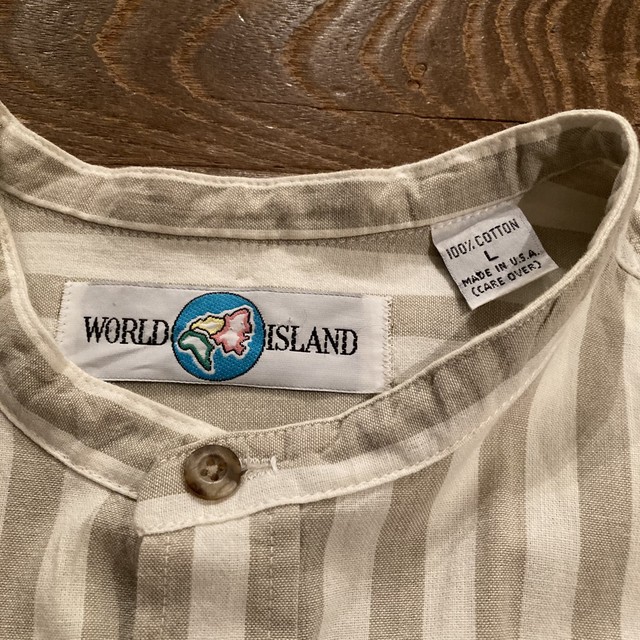 WORLD ISLAND
100% COTTON
L
MADE IN U.S.A.
(CARE OVER)